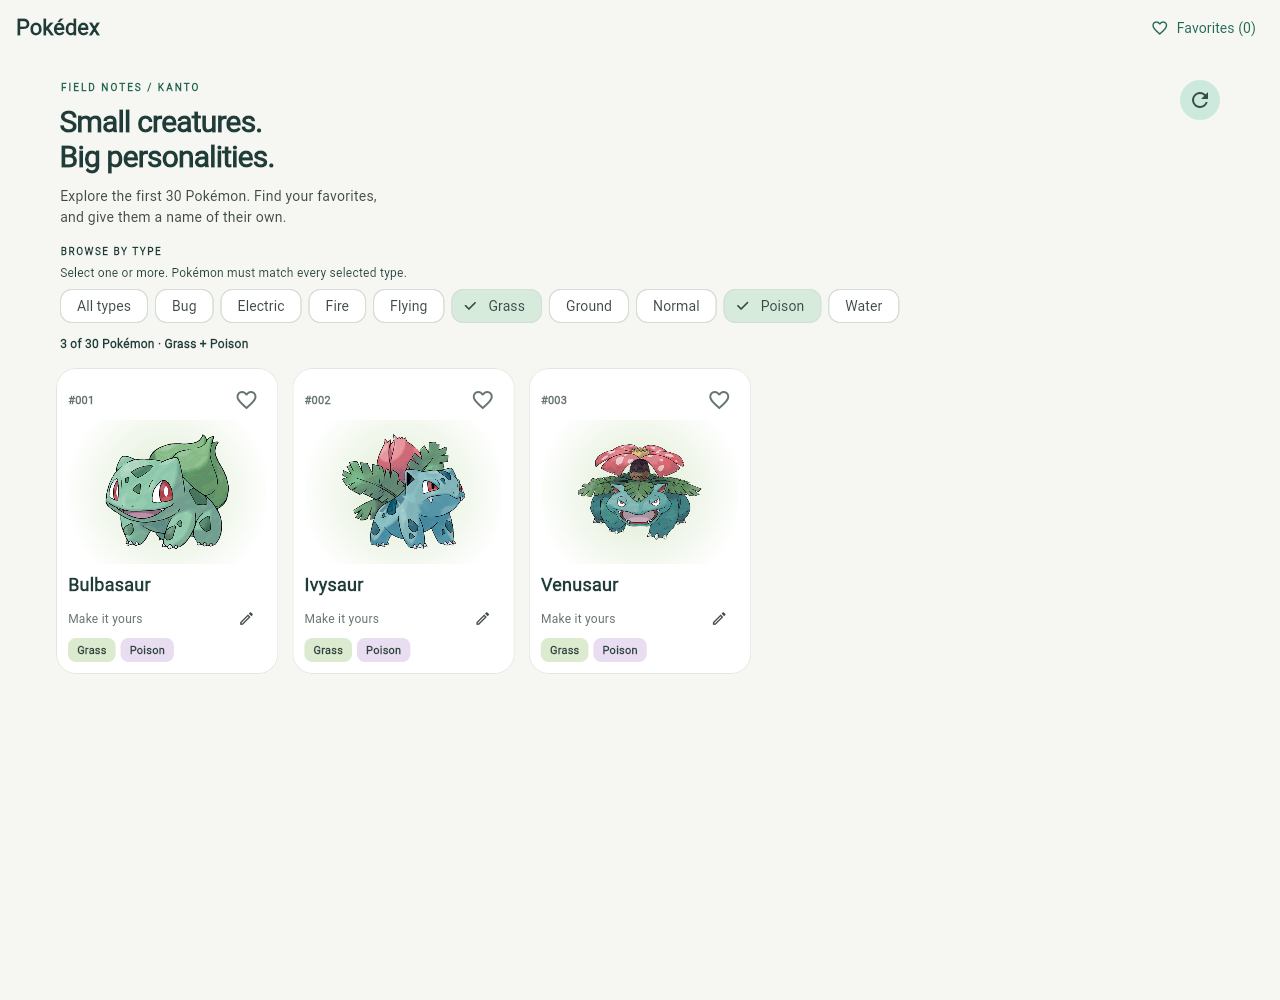 Pokédex
Favorites (0)
FIELD NOTES / KANTO
Small creatures.
Big personalities.
Explore the first 30 Pokémon. Find your favorites,
and give them a name of their own.
BROWSE BY TYPE
Select one or more. Pokémon must match every selected type.
All types Bug Electric Fire Flying Grass Ground Normal Poison Water
3 of 30 Pokémon · Grass + Poison
#001
Bulbasaur
Make it yours
Grass Poison
#002
Ivysaur
Make it yours
Grass Poison
#003
Venusaur
Make it yours
Grass Poison